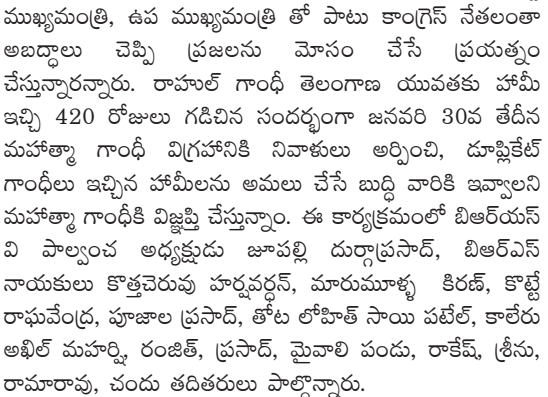 ముఖ్యమంత్రి, ఉప ముఖ్యమంత్రి తో పాటు కాంగ్రెస్ నేతలంతా
అబద్ధాలు చెప్పి ప్రజలను మోసం చేసే ప్రయత్నం
చేస్తున్నారన్నారు. రాహుల్ గాంధీ తెలంగాణ యువతకు హామీ
ఇచ్చి 420 రోజులు గడిచిన సందర్భంగా జనవరి 30వ తేదీన
మహాత్మా గాంధీ విగ్రహానికి నివాళులు అర్పించి, డూప్లికేట్
గాంధీలు ఇచ్చిన హామీలను అమలు చేసే బుద్ధి వారికి ఇవ్వాలని
మహాత్మా గాంధీకి విజ్ఞప్తి చేస్తున్నాం. ఈ కార్యక్రమంలో బిఆర్‌యస్
వి పాల్వంచ అధ్యక్షుడు జూపల్లి దుర్గాప్రసాద్, బిఆర్ఎస్
నాయకులు కొత్తచెరువు హర్షవర్ధన్, మారుమూళ్ళ కిరణ్, కొట్టే
రాఘవేంద్ర, పూజాల ప్రసాద్, తోట లోహిత్ సాయి పటేల్, కాలేరు
అఖిల్ మహర్షి, రంజిత్, ప్రసాద్, మైవాలి పండు, రాకేష్, శ్రీను,
రామారావు, చందు తదితరులు పాల్గొన్నారు.